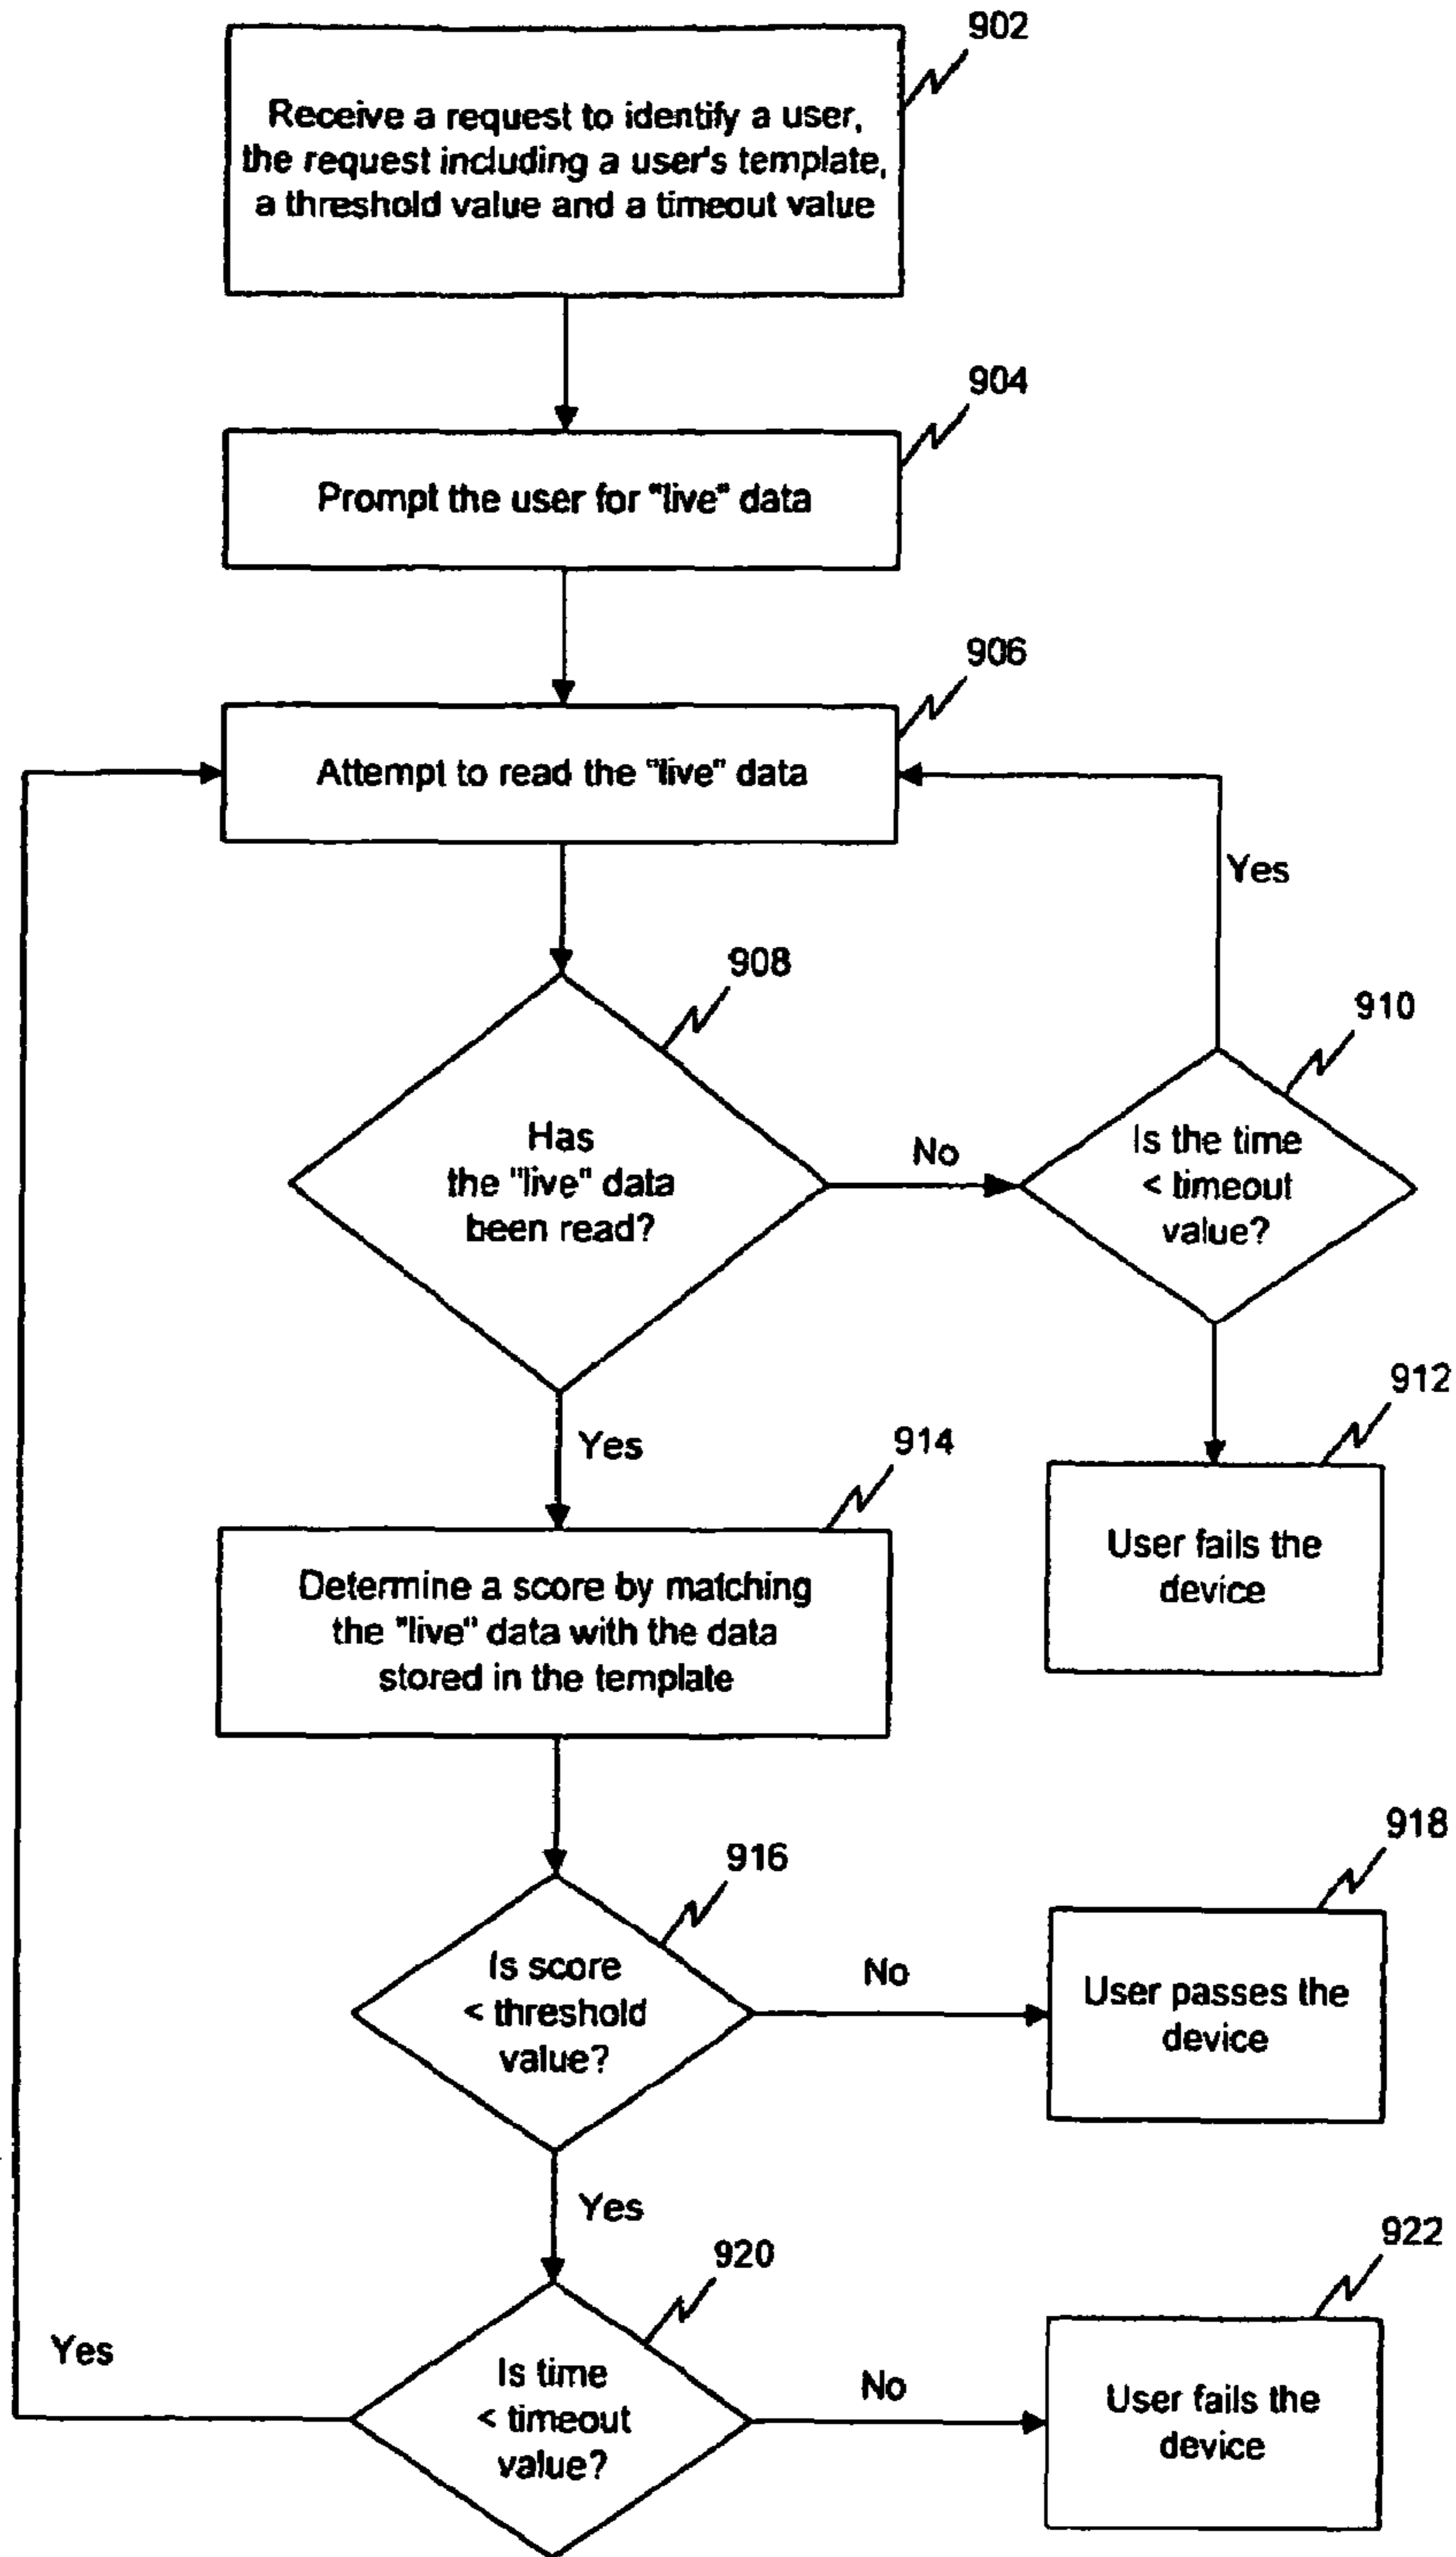 902
Receive a request to identify a user,
the request including a user's template,
a threshold value and a timeout value
904
Prompt the user for "live" data
906
Attempt to read the "live" data
Yes
908
910
Has
the "live" data
been read?
No
Is the time
< timeout
value?
912
Yes
914
User fails the
device
Determine a score by matching
the "live" data with the data
stored in the template
916
918
Is score
< threshold
value?
No
User passes the
device
Yes
920
922
Yes
Is time
< timeout
value?
No
User fails the
device